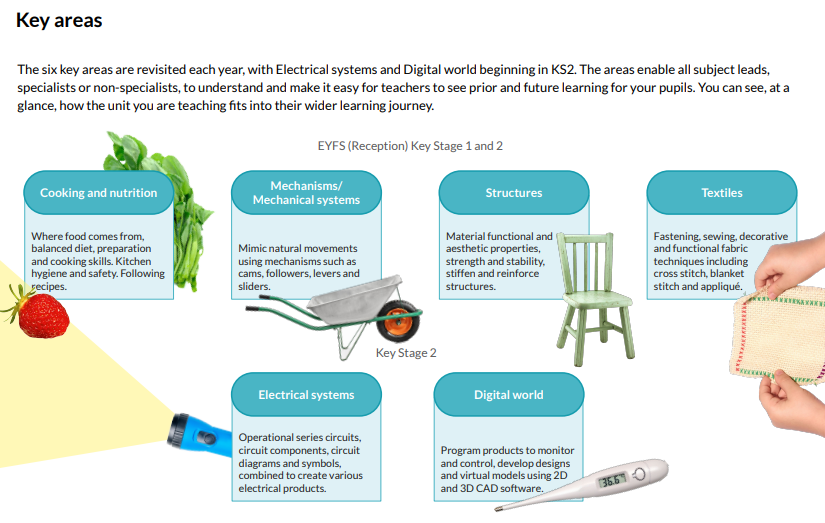 Key areas
The six key areas are revisited each year, with Electrical systems and Digital world beginning in KS2. The areas enable all subject leads,
specialists or non-specialists, to understand and make it easy for teachers to see prior and future learning for your pupils. You can see, at a
glance, how the unit you are teaching fits into their wider learning journey.
EYFS (Reception) Key Stage 1 and 2
Cooking and nutrition
Where food comes from,
balanced diet, preparation
and cooking skills. Kitchen
hygiene and safety. Following
recipes.
Mechanisms/
Mechanical systems
Mimic natural movements
using mechanisms such as
cams, followers, levers and
sliders.
Structures
Material functional and
aesthetic properties,
strength and stability,
stiffen and reinforce
structures.
Textiles
Fastening, sewing, decorative
and functional fabric
techniques including
cross stitch, blanket
stitch and appliqué.
Key Stage 2
Electrical systems
Operational series circuits,
circuit components, circuit
diagrams and symbols,
combined to create various
electrical products.
Digital world
Program products to monitor
and control, develop designs
and virtual models using 2D
and 3D CAD software.
36.6°